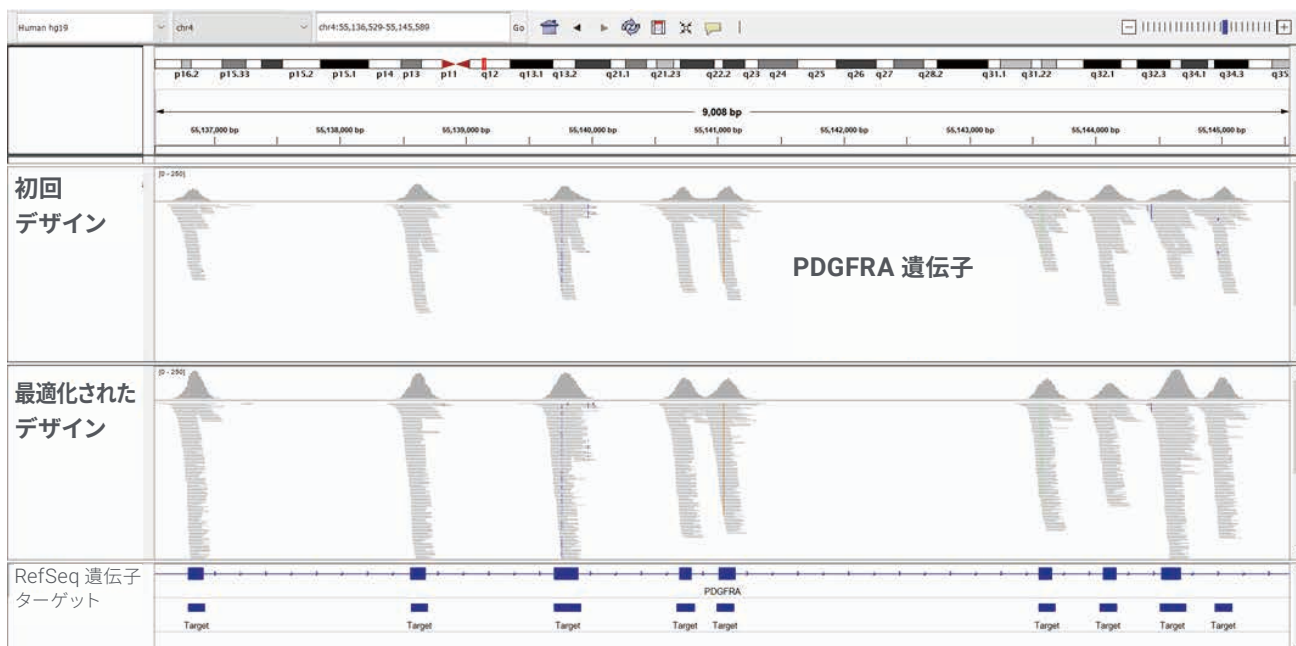 Human hg19
chr4
chr4:55,136,529-55,145,589
Go
p16.2 p15.33 p15.2 p15.1 p14 p13 p11 q12 q13.1 q13.2 q21.1 q21.23 q22.2 q23 q24 q25 q26 q27 q28.2 q31.1 q31.22 q32.1 q32.3 q34.1 q34.3 q35
9,008 bp
55,137,000 bp 55,138,000 bp 55,139,000 bp 55,140,000 bp 55,141,000 bp 55,142,000 bp 55,143,000 bp 55,144,000 bp 55,145,000 bp
初回
デザイン
[0 - 250]
PDGFRA 遺伝子
最適化された
デザイン
[0 - 250]
RefSeq 遺伝子
ターゲット
PDGFRA
Target Target Target Target Target Target Target Target Target